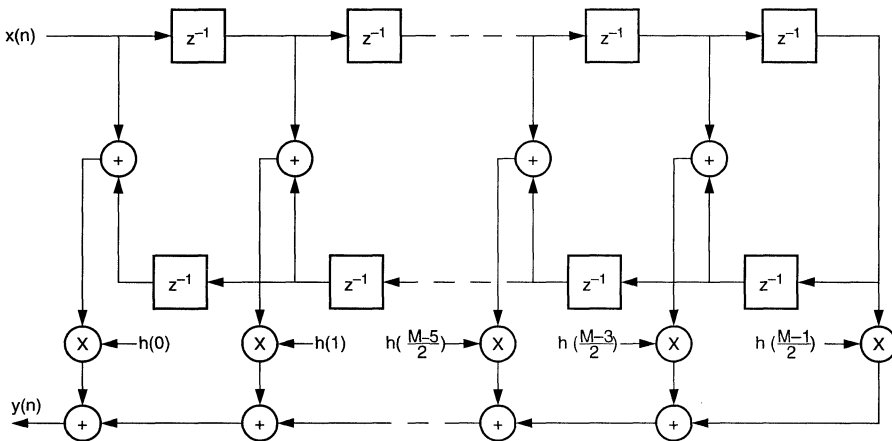 x(n) z⁻¹ z⁻¹ z⁻¹ z⁻¹
+ + + +
z⁻¹ z⁻¹ z⁻¹ z⁻¹
X h(0) X h(1) h(M–5/2) X h(M–3/2) X h(M–1/2) X
y(n) + + + +